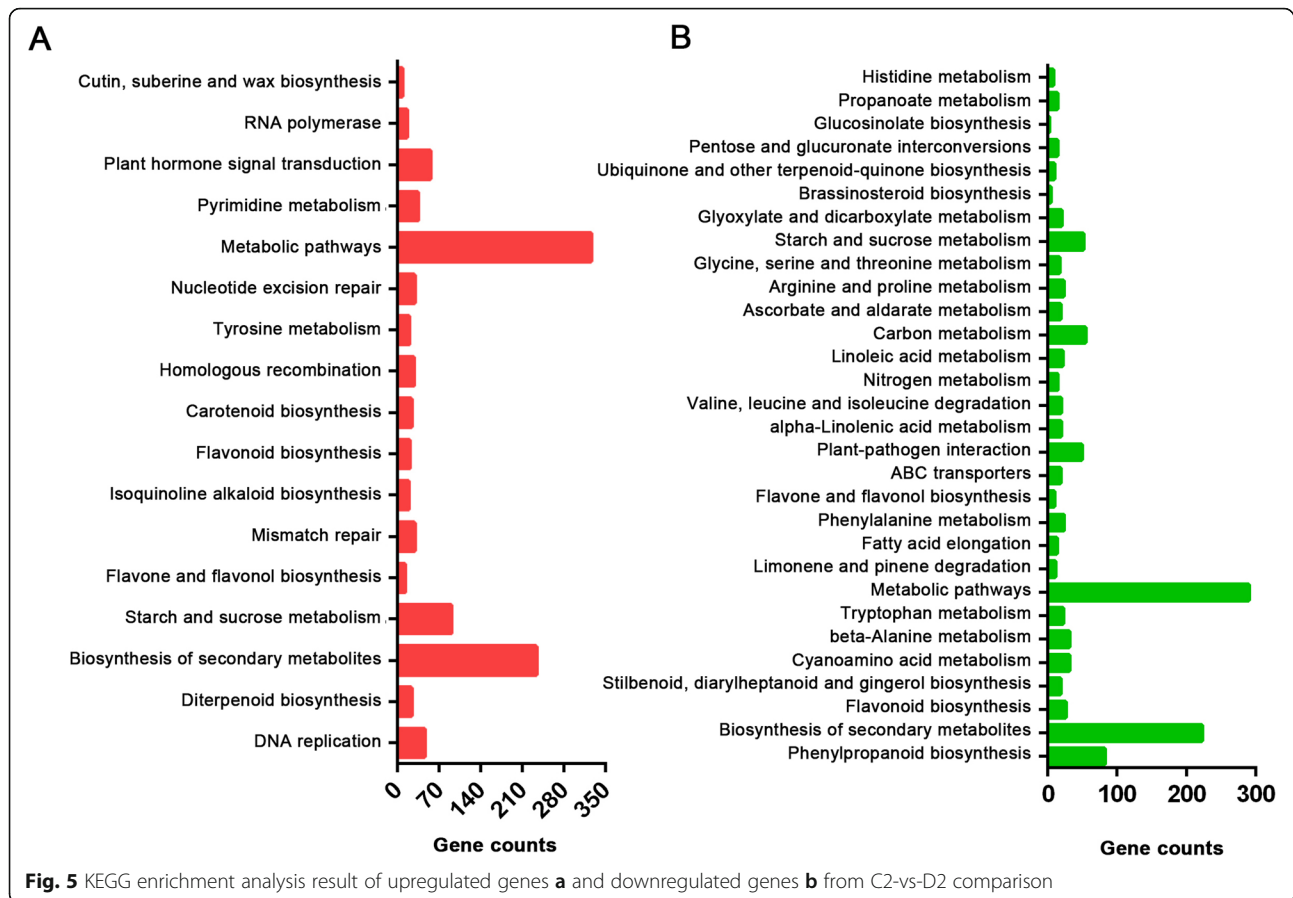 A
Cutin, suberine and wax biosynthesis
RNA polymerase
Plant hormone signal transduction
Pyrimidine metabolism
Metabolic pathways
Nucleotide excision repair
Tyrosine metabolism
Homologous recombination
Carotenoid biosynthesis
Flavonoid biosynthesis
Isoquinoline alkaloid biosynthesis
Mismatch repair
Flavone and flavonol biosynthesis
Starch and sucrose metabolism
Biosynthesis of secondary metabolites
Diterpenoid biosynthesis
DNA replication
0 70 140 210 280 350
Gene counts
B
Histidine metabolism
Propanoate metabolism
Glucosinolate biosynthesis
Pentose and glucuronate interconversions
Ubiquinone and other terpenoid-quinone biosynthesis
Brassinosteroid biosynthesis
Glyoxylate and dicarboxylate metabolism
Starch and sucrose metabolism
Glycine, serine and threonine metabolism
Arginine and proline metabolism
Ascorbate and aldarate metabolism
Carbon metabolism
Linoleic acid metabolism
Nitrogen metabolism
Valine, leucine and isoleucine degradation
alpha-Linolenic acid metabolism
Plant-pathogen interaction
ABC transporters
Flavone and flavonol biosynthesis
Phenylalanine metabolism
Fatty acid elongation
Limonene and pinene degradation
Metabolic pathways
Tryptophan metabolism
beta-Alanine metabolism
Cyanoamino acid metabolism
Stilbenoid, diarylheptanoid and gingerol biosynthesis
Flavonoid biosynthesis
Biosynthesis of secondary metabolites
Phenylpropanoid biosynthesis
0 100 200 300
Gene counts
Fig. 5 KEGG enrichment analysis result of upregulated genes a and downregulated genes b from C2-vs-D2 comparison